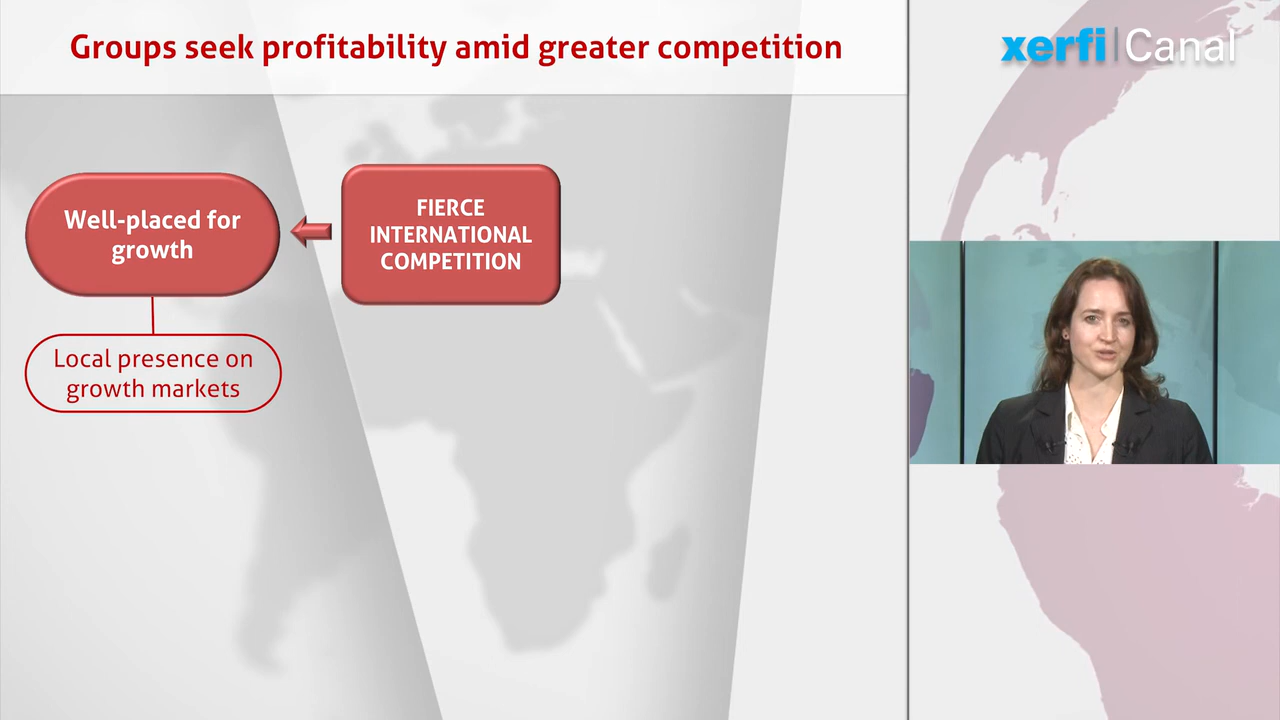 Groups seek profitability amid greater competition
xerfi Canal
Well-placed for
growth
FIERCE
INTERNATIONAL
COMPETITION
Local presence on
growth markets